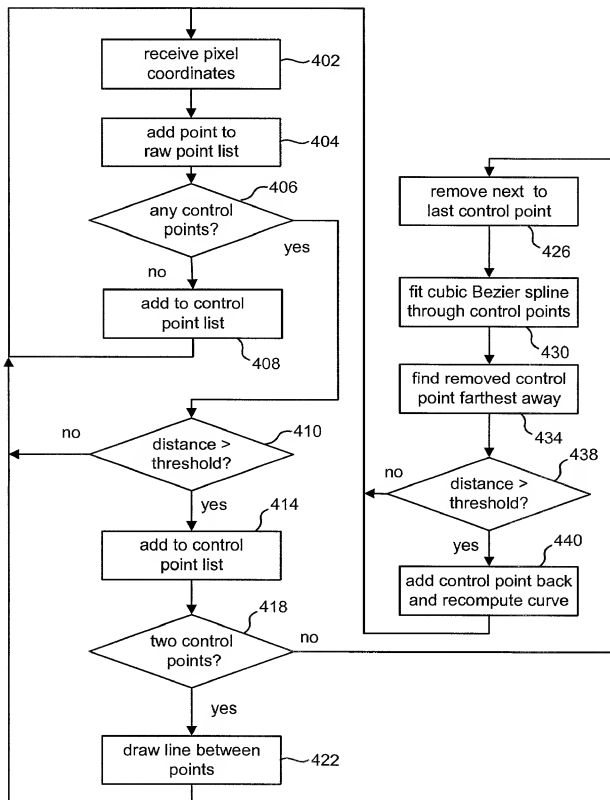 receive pixel
coordinates
402
add point to
raw point list
404
406
any control
points?
yes
no
add to control
point list
408
410
no
distance >
threshold?
yes
414
add to control
point list
418
two control
points?
no
yes
draw line between
points
422
remove next to
last control point
426
fit cubic Bezier spline
through control points
430
find removed control
point farthest away
434
438
no
distance >
threshold?
yes
440
add control point back
and recompute curve